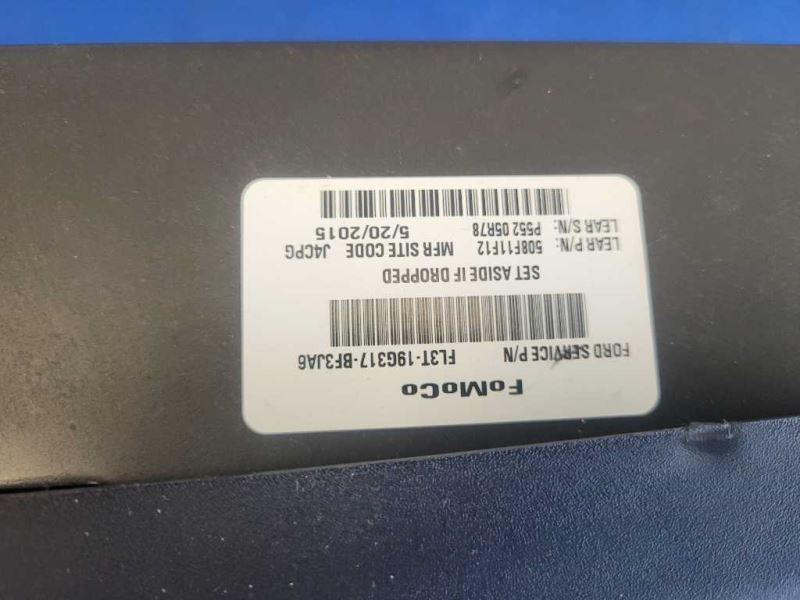 FoMoCo
FORD SERVICE P/N FL3T-19G317-BF3JA6
SET ASIDE IF DROPPED
LEAR P/N: 508F11F12 MFR SITE CODE J4CPG
LEAR S/N: P552 05R78 5/20/2015